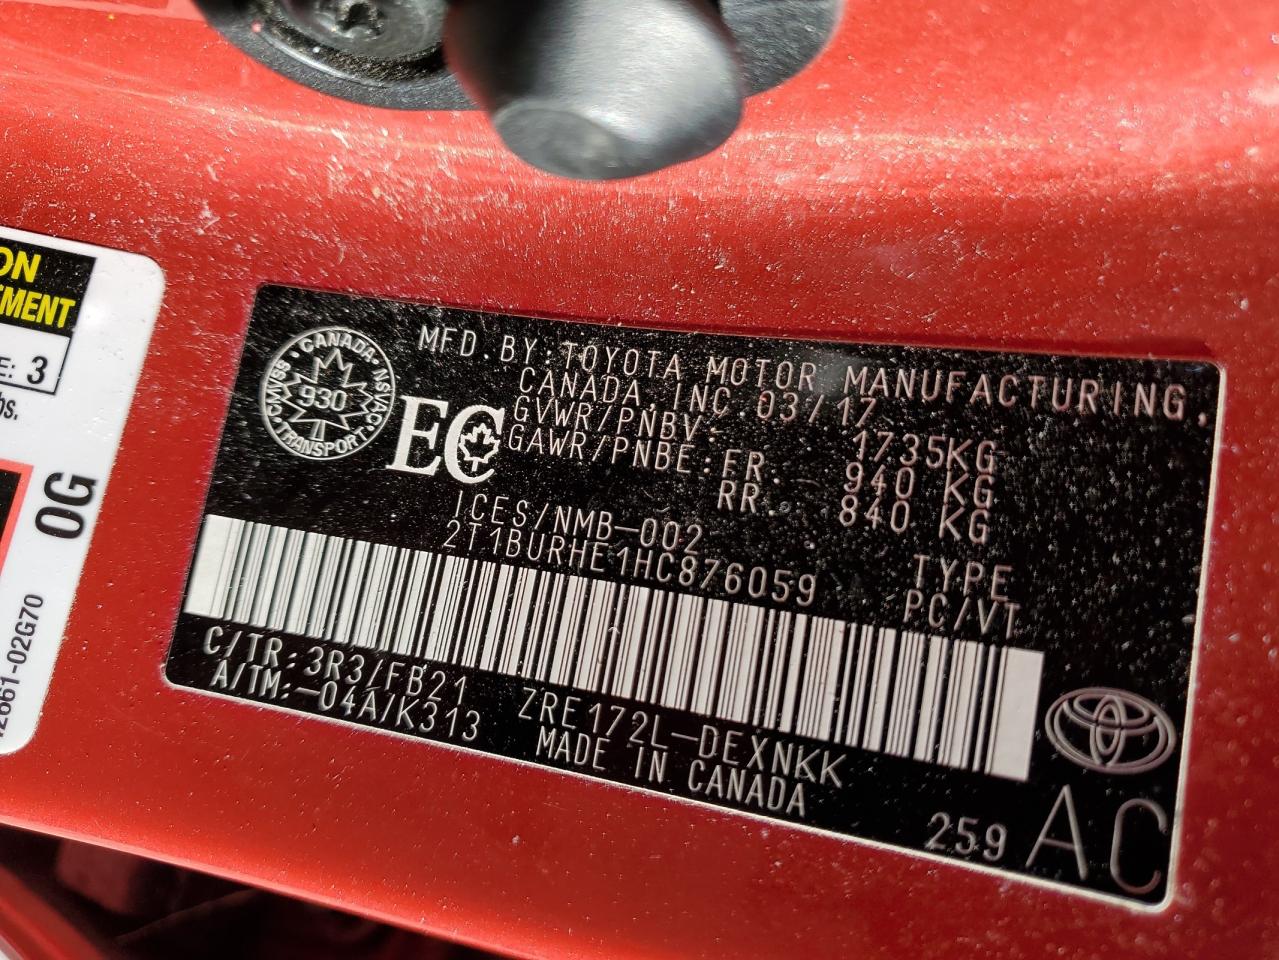 ON
EMENT
E: 3
bs.
0G
2661-02G70
CANADA
NSVAC
TRANSPORT
CMVSS
930
MFD. BY: TOYOTA MOTOR MANUFACTURING,
CANADA, INC 03/17
GVWR/PNBV: 1735KG
GAWR/PNBE: FR. 940 KG
RR. 840 KG
EC
ICES/NMB-002
2T1BURHE1HC876059
TYPE
PC/VT
C/TR: 3R3/FB21 ZRE172L-DEXNKK
A/TM: -04A/K313 MADE IN CANADA
259 AC